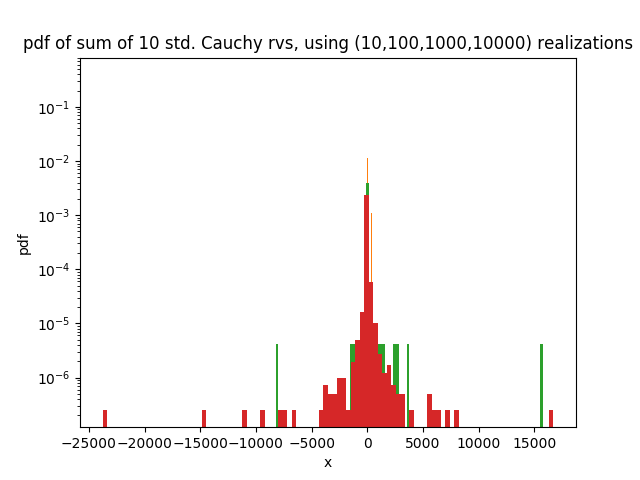 pdf of sum of 10 std. Cauchy rvs, using (10,100,1000,10000) realizations
10⁻¹
10⁻²
10⁻³
10⁻⁴
10⁻⁵
10⁻⁶
pdf
−25000 −20000 −15000 −10000 −5000 0 5000 10000 15000
x